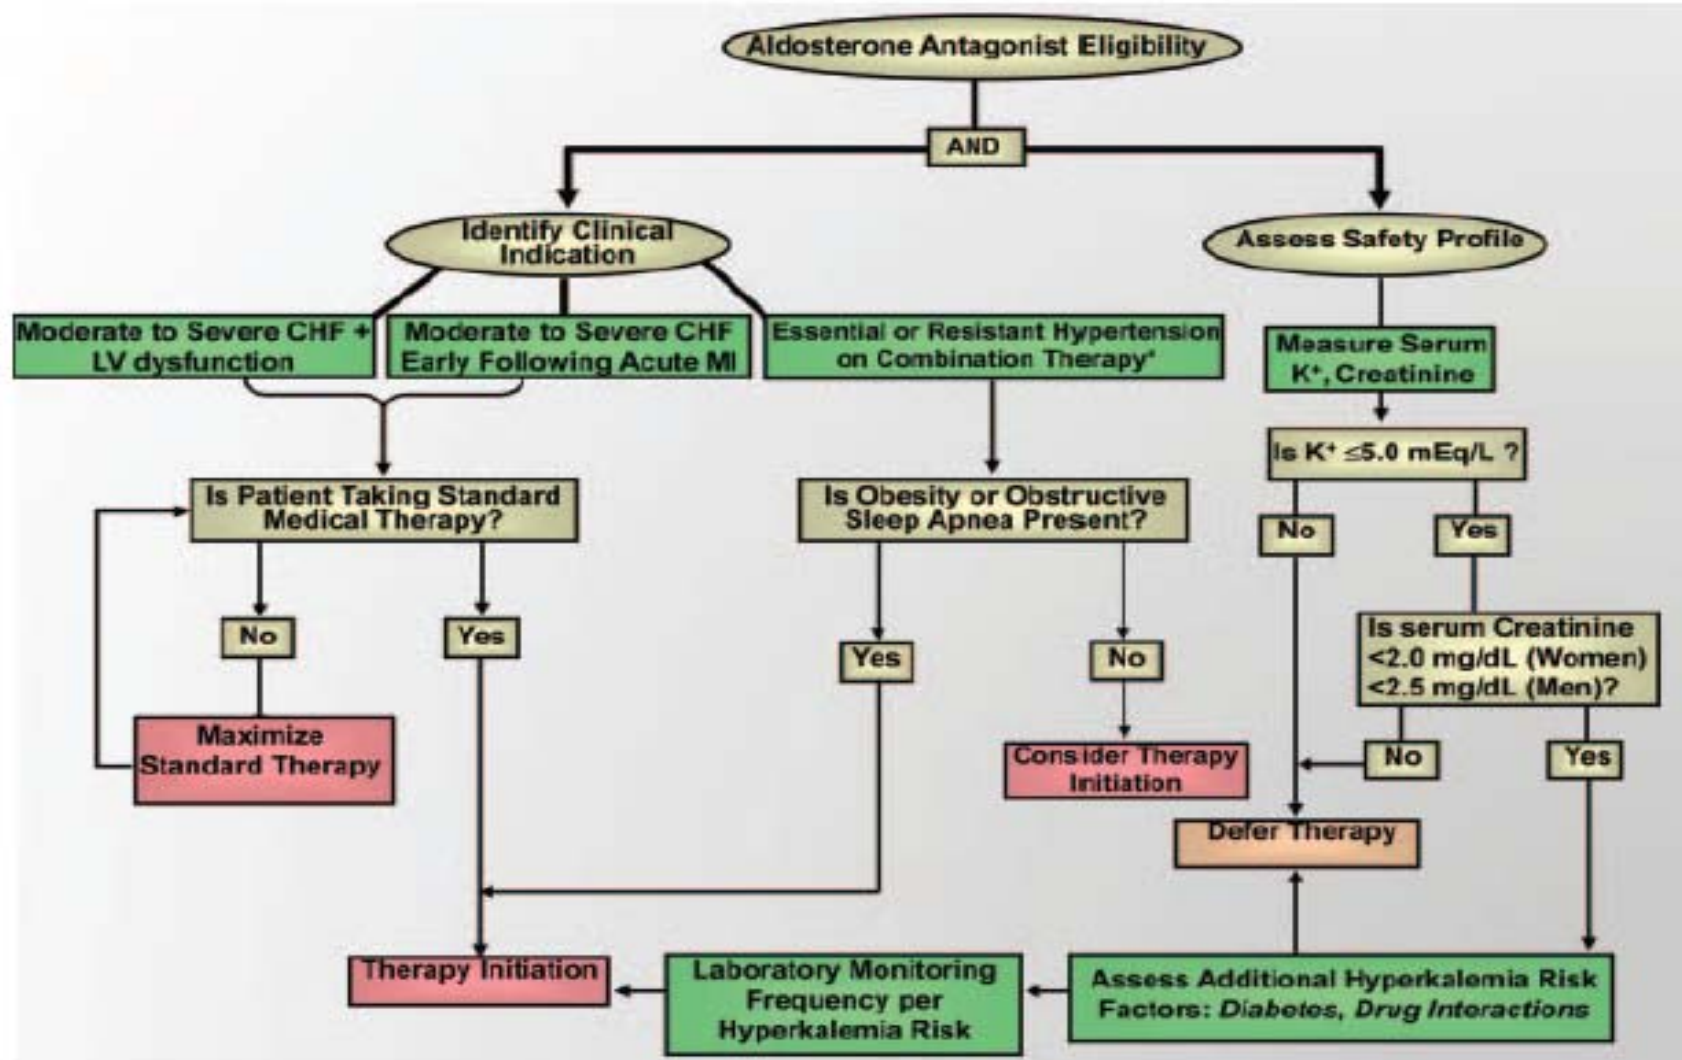 Aldosterone Antagonist Eligibility
AND
Identify Clinical
Indication
Assess Safety Profile
Moderate to Severe CHF +
LV dysfunction
Moderate to Severe CHF
Early Following Acute MI
Essential or Resistant Hypertension
on Combination Therapy*
Measure Serum
K⁺, Creatinine
Is K⁺ ≤5.0 mEq/L ?
Is Patient Taking Standard
Medical Therapy?
Is Obesity or Obstructive
Sleep Apnea Present?
No
Yes
No
Yes
Yes
No
Is serum Creatinine
<2.0 mg/dL (Women)
<2.5 mg/dL (Men)?
Maximize
Standard Therapy
Consider Therapy
Initiation
No
Yes
Defer Therapy
Therapy Initiation
Laboratory Monitoring
Frequency per
Hyperkalemia Risk
Assess Additional Hyperkalemia Risk
Factors: Diabetes, Drug Interactions